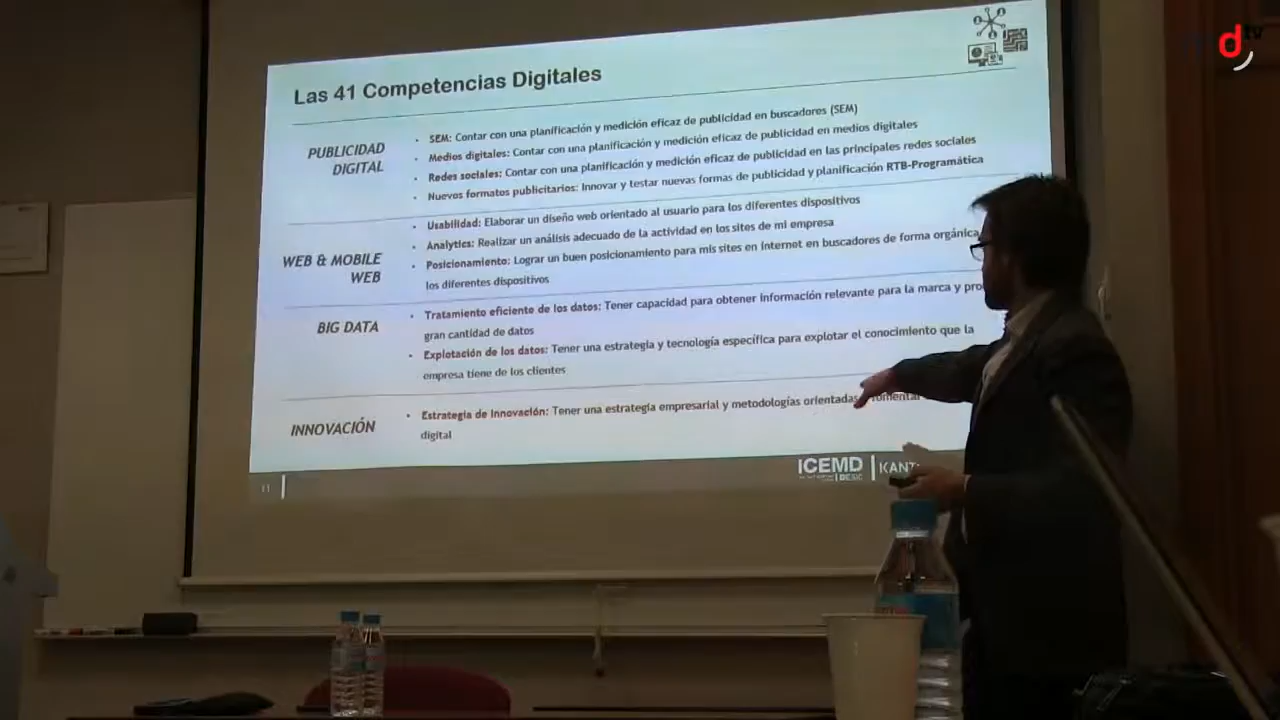 Las 41 Competencias Digitales
PUBLICIDAD
DIGITAL
• SEM: Contar con una planificación y medición eficaz de publicidad en buscadores (SEM)
• Medios digitales: Contar con una planificación y medición eficaz de publicidad en medios digitales
• Redes sociales: Contar con una planificación y medición eficaz de publicidad en las principales redes sociales
• Nuevos formatos publicitarios: Innovar y testar nuevas formas de publicidad y planificación RTB-Programática
WEB & MOBILE
WEB
• Usabilidad: Elaborar un diseño web orientado al usuario para los diferentes dispositivos
• Analytics: Realizar un análisis adecuado de la actividad en los sites de mi empresa
• Posicionamiento: Lograr un buen posicionamiento para mis sites en Internet en buscadores de forma orgánica
los diferentes dispositivos
BIG DATA
• Tratamiento eficiente de los datos: Tener capacidad para obtener información relevante para la marca y pro
gran cantidad de datos
• Explotación de los datos: Tener una estrategia y tecnología específica para explotar el conocimiento que la
empresa tiene de los clientes
INNOVACIÓN
• Estrategia de Innovación: Tener una estrategia empresarial y metodologías orientadas fomentar
digital
11
ICEMD
ESIC
KANT
d tv